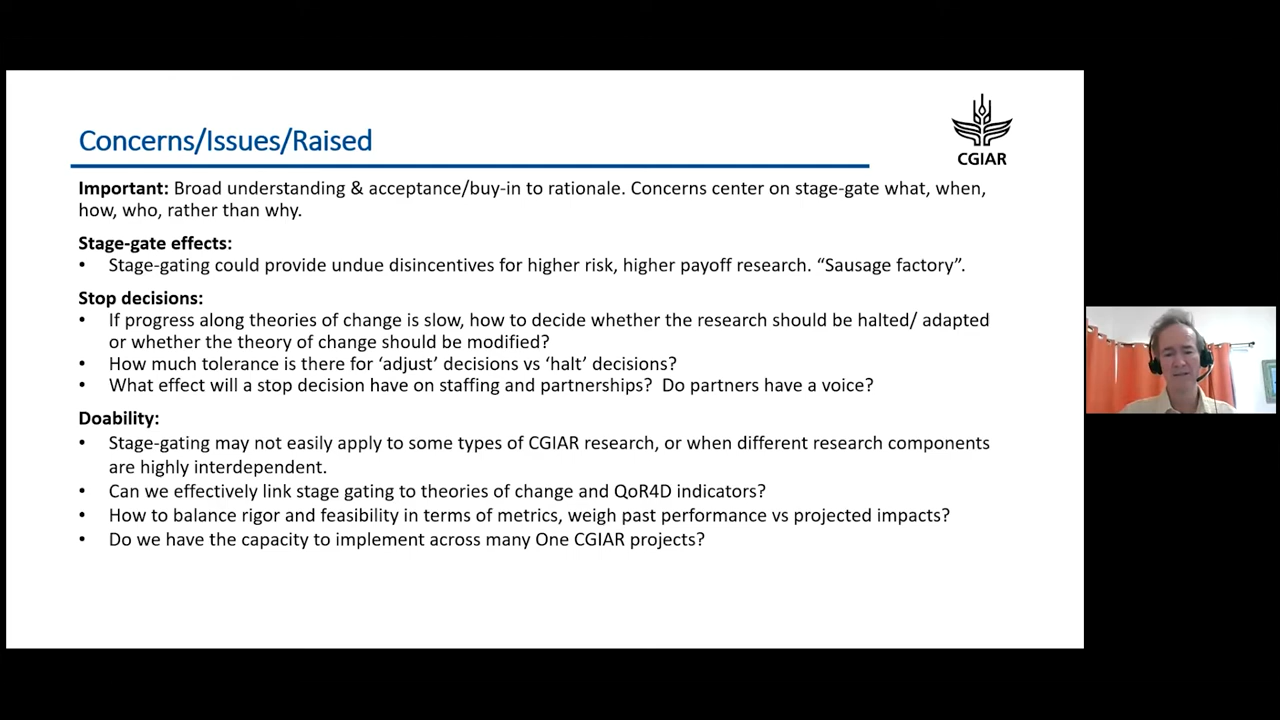 Concerns/Issues/Raised
CGIAR
Important: Broad understanding & acceptance/buy-in to rationale. Concerns center on stage-gate what, when,
how, who, rather than why.
Stage-gate effects:
• Stage-gating could provide undue disincentives for higher risk, higher payoff research. “Sausage factory”.
Stop decisions:
• If progress along theories of change is slow, how to decide whether the research should be halted/ adapted
or whether the theory of change should be modified?
• How much tolerance is there for ‘adjust’ decisions vs ‘halt’ decisions?
• What effect will a stop decision have on staffing and partnerships?  Do partners have a voice?
Doability:
• Stage-gating may not easily apply to some types of CGIAR research, or when different research components
are highly interdependent.
• Can we effectively link stage gating to theories of change and QoR4D indicators?
• How to balance rigor and feasibility in terms of metrics, weigh past performance vs projected impacts?
• Do we have the capacity to implement across many One CGIAR projects?